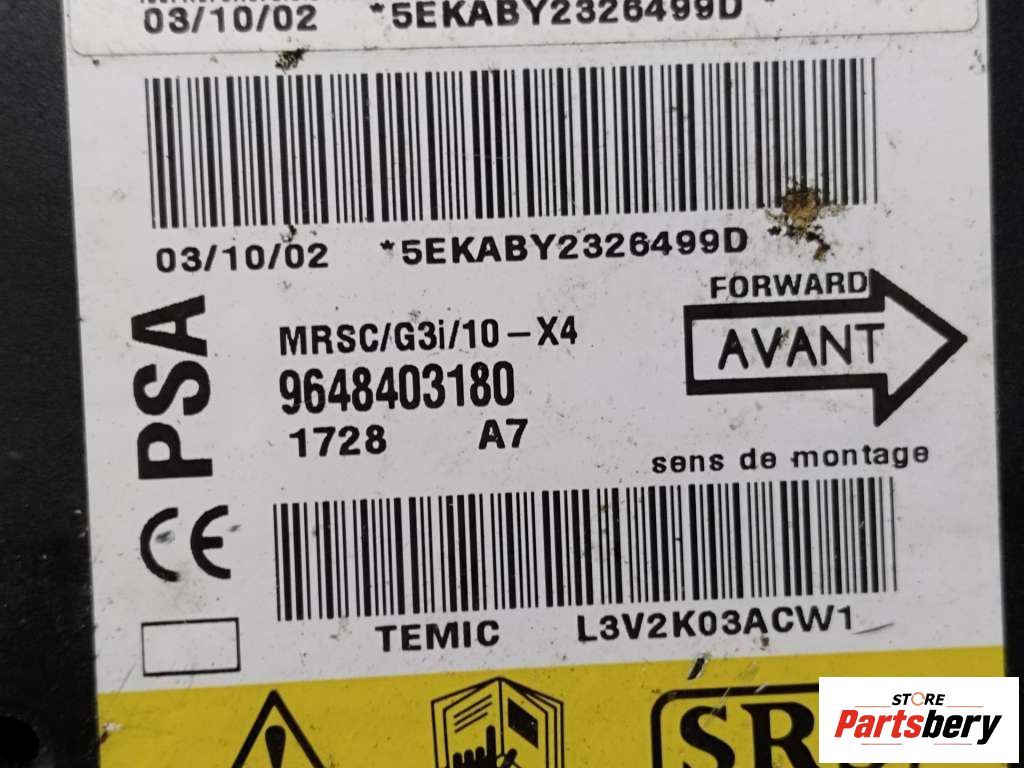 03/10/02 *5EKABY2326499D *
03/10/02 *5EKABY2326499D *
PSA
MRSC/G3i/10-X4
9648403180
1728 A7
FORWARD
AVANT
sens de montage
CE
TEMIC L3V2K03ACW1
STORE
Partsbery